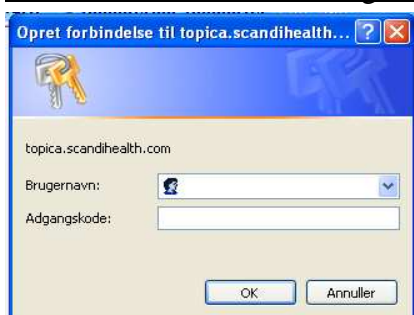 Opret forbindelse til topica.scandihealth...
topica.scandihealth.com
Brugernavn:
Adgangskode:
OK Annuller